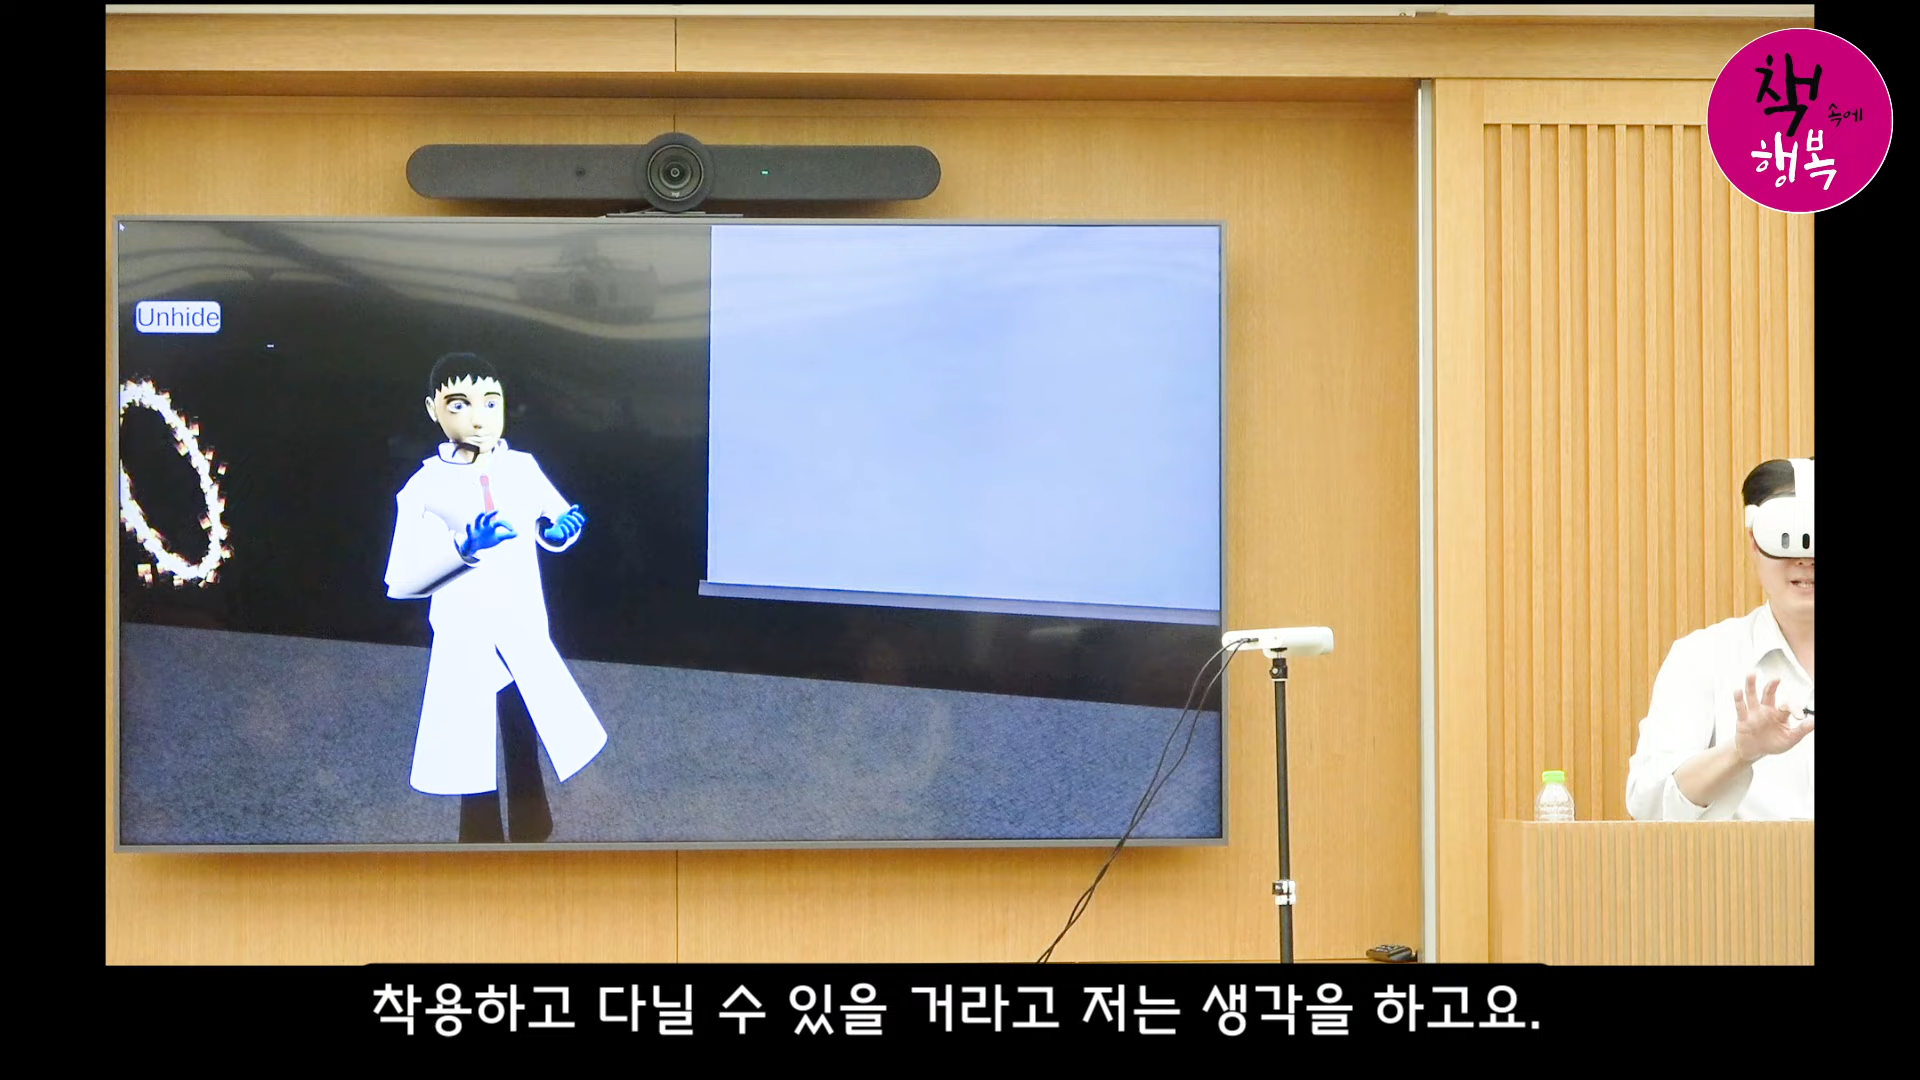 책
속에
행복
Unhide
착용하고 다닐 수 있을 거라고 저는 생각을 하고요.